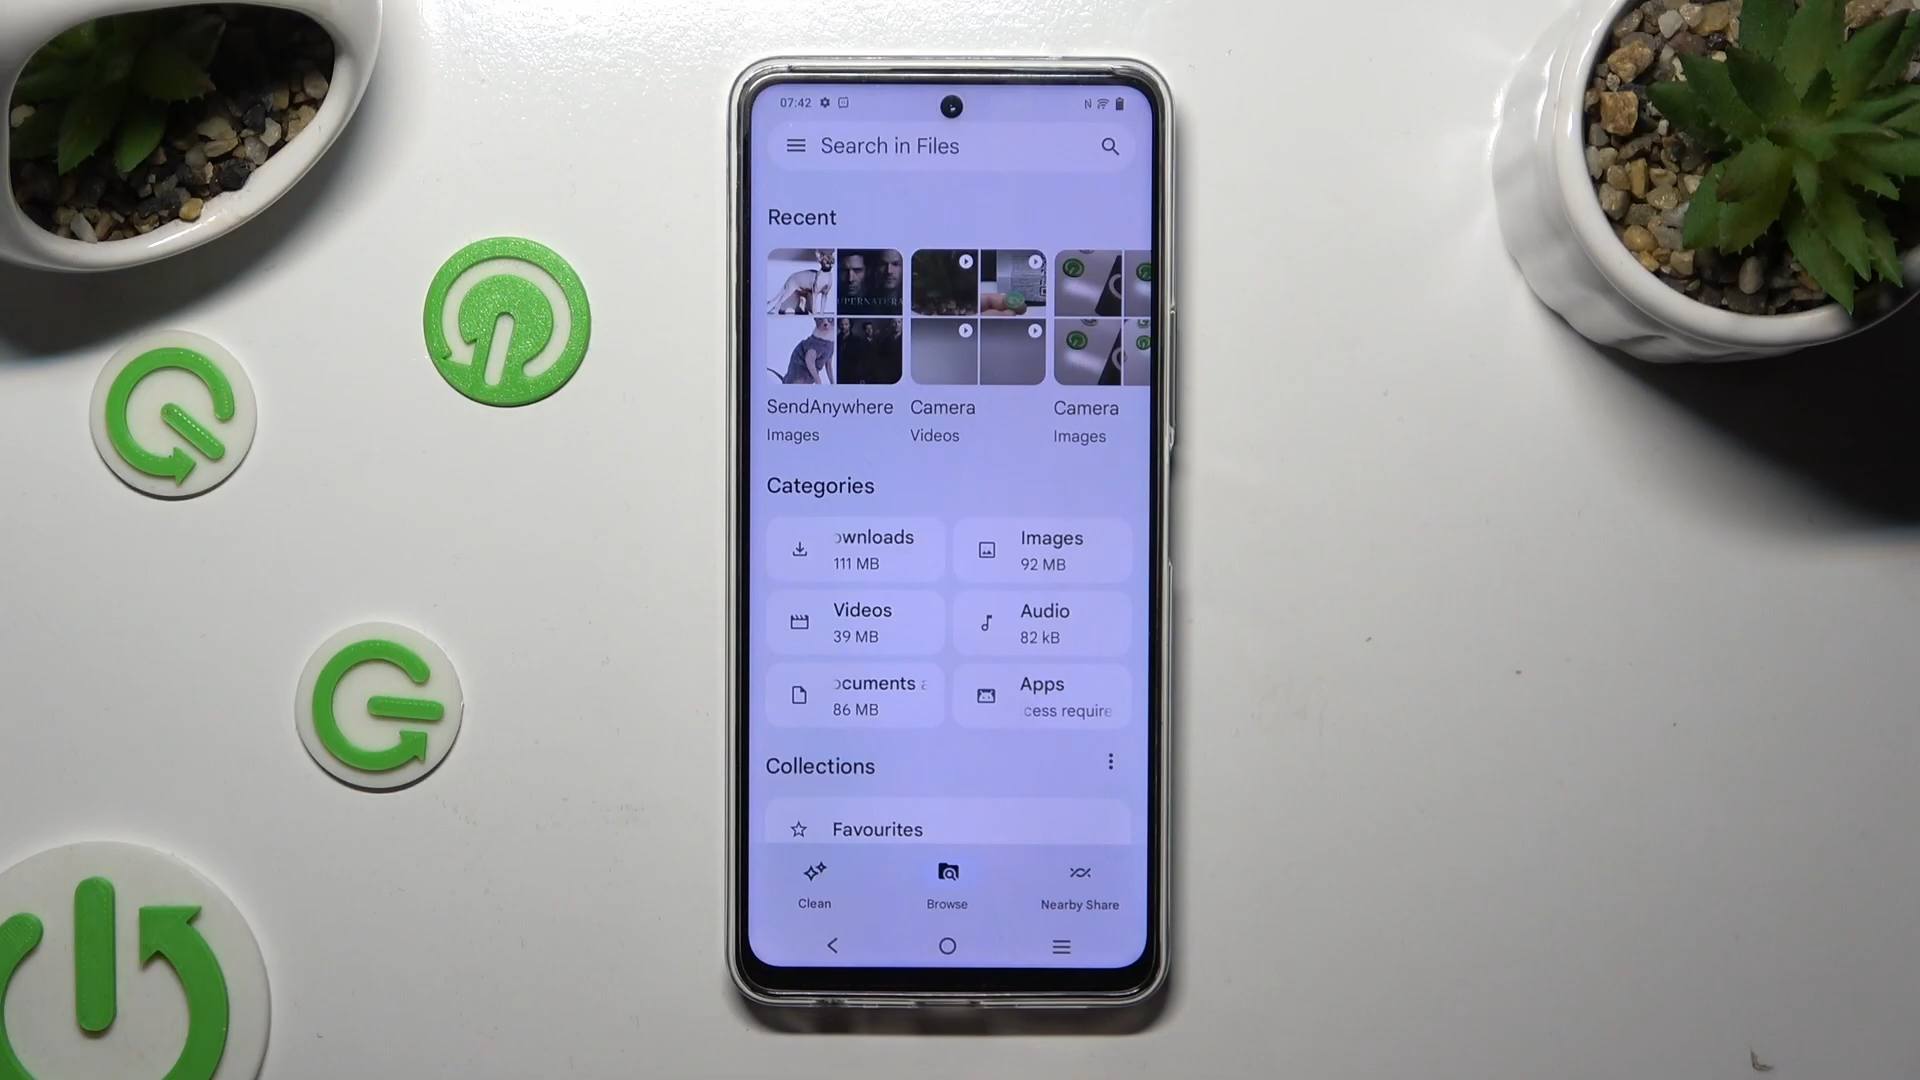 07:42
Search in Files
Recent
SendAnywhere
Images
Camera
Videos
Camera
Images
Categories
wnloads
111 MB
Images
92 MB
Videos
39 MB
Audio
82 kB
ocuments a
86 MB
Apps
cess require
Collections
Favourites
Clean
Browse
Nearby Share